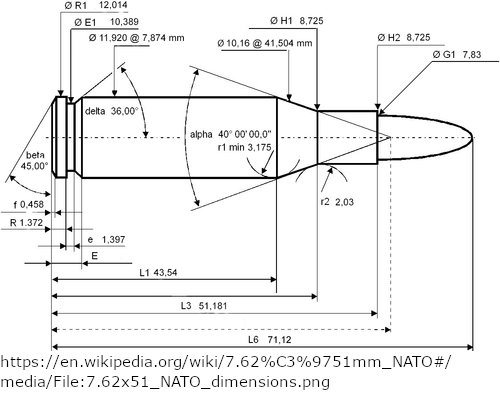 Ø R1 12,014
Ø E1 10,389
Ø 11,920 @ 7,874 mm
Ø H1 8,725
Ø 10,16 @ 41,504 mm
Ø H2 8,725
Ø G1 7,83
delta 36,00°
alpha 40° 00' 00,0"
r1 min 3,175
beta
45,00°
f 0,458
R 1.372
r2 2,03
e 1,397
E
L1 43,54
L3 51,181
L6 71,12
https://en.wikipedia.org/wiki/7.62%C3%9751mm_NATO#/
media/File:7.62x51_NATO_dimensions.png